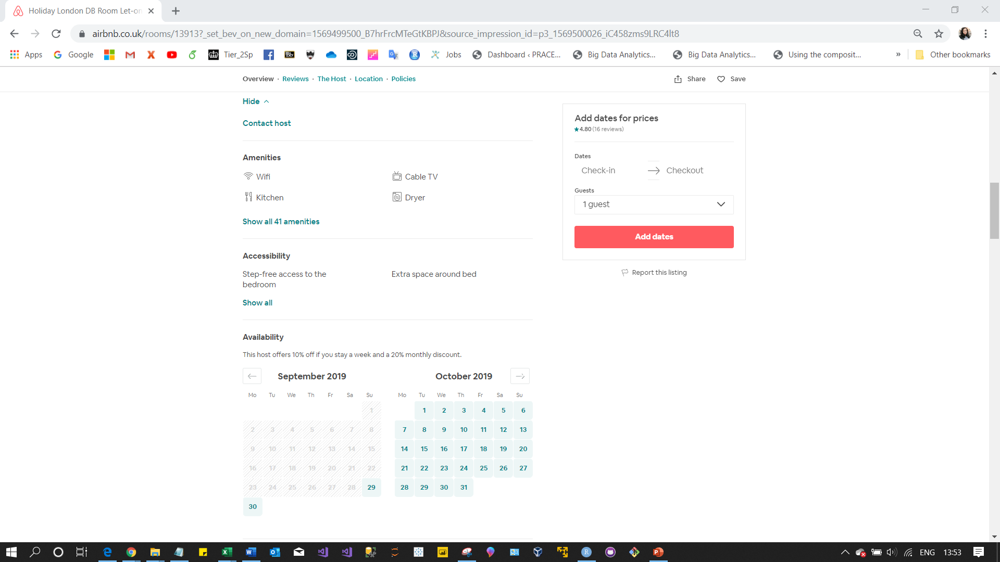 Holiday London DB Room Let-on
airbnb.co.uk/rooms/13913?_set_bev_on_new_domain=1569499500_B7hrFrcMTeGtKBPJ&source_impression_id=p3_1569500026_iC458zms9LRC4lt8
Apps Google Tier_2Sp Bb Jobs Dashboard ‹ PRACE... Big Data Analytics... Big Data Analytics... Using the composit... » Other bookmarks
Overview · Reviews · The Host · Location · Policies
Share Save
Hide
Contact host
Amenities
Wifi Cable TV
Kitchen Dryer
Show all 41 amenities
Accessibility
Step-free access to the Extra space around bed
bedroom
Show all
Availability
This host offers 10% off if you stay a week and a 20% monthly discount.
September 2019
Mo Tu We Th Fr Sa Su
1
2 3 4 5 6 7 8
9 10 11 12 13 14 15
16 17 18 19 20 21 22
23 24 25 26 27 28 29
30
October 2019
Mo Tu We Th Fr Sa Su
1 2 3 4 5 6
7 8 9 10 11 12 13
14 15 16 17 18 19 20
21 22 23 24 25 26 27
28 29 30 31
Add dates for prices
4.80 (16 reviews)
Dates
Check-in Checkout
Guests
1 guest
Add dates
Report this listing
ENG 13:53